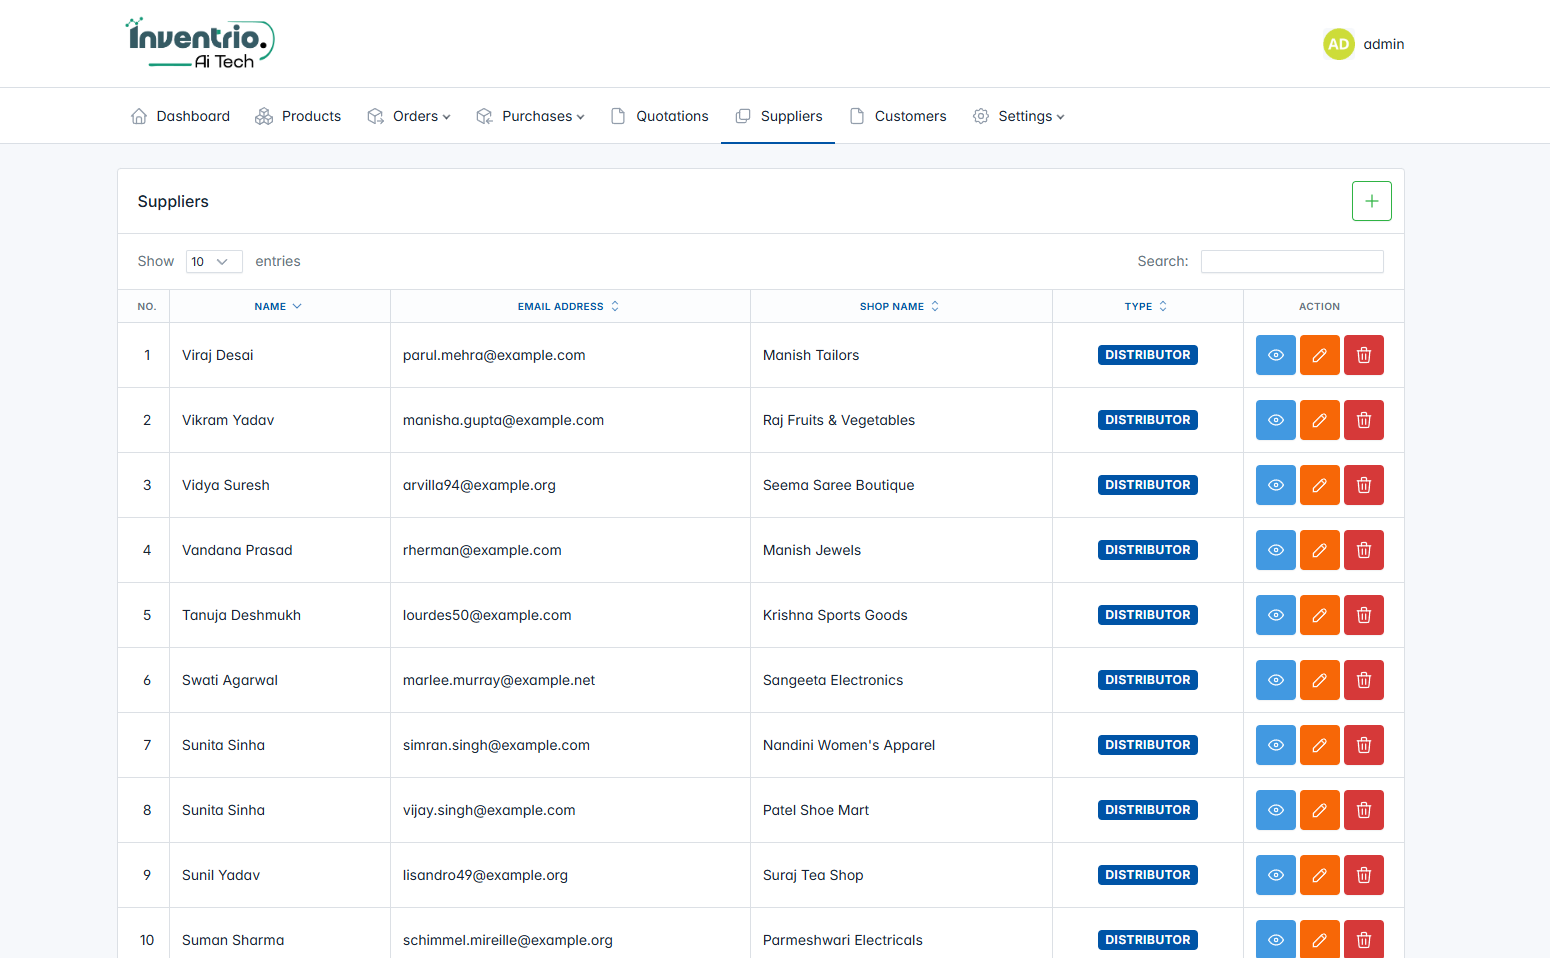 inventrio.
Ai Tech
AD admin
Dashboard Products Orders Purchases Quotations Suppliers Customers Settings
Suppliers
Show 10 entries Search:
NO. NAME EMAIL ADDRESS SHOP NAME TYPE ACTION
1 Viraj Desai parul.mehra@example.com Manish Tailors DISTRIBUTOR
2 Vikram Yadav manisha.gupta@example.com Raj Fruits & Vegetables DISTRIBUTOR
3 Vidya Suresh arvilla94@example.org Seema Saree Boutique DISTRIBUTOR
4 Vandana Prasad rherman@example.com Manish Jewels DISTRIBUTOR
5 Tanuja Deshmukh lourdes50@example.com Krishna Sports Goods DISTRIBUTOR
6 Swati Agarwal marlee.murray@example.net Sangeeta Electronics DISTRIBUTOR
7 Sunita Sinha simran.singh@example.com Nandini Women's Apparel DISTRIBUTOR
8 Sunita Sinha vijay.singh@example.com Patel Shoe Mart DISTRIBUTOR
9 Sunil Yadav lisandro49@example.org Suraj Tea Shop DISTRIBUTOR
10 Suman Sharma schimmel.mireille@example.org Parmeshwari Electricals DISTRIBUTOR